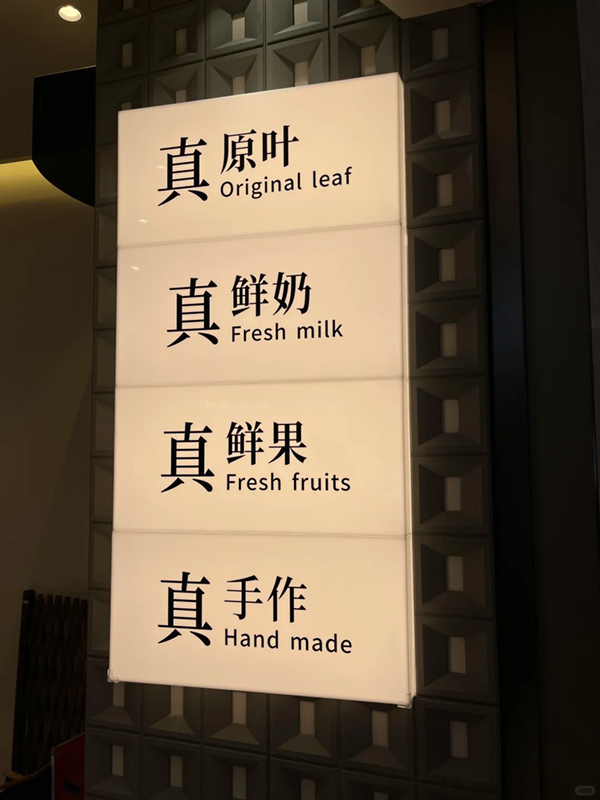 真 原叶
Original leaf
真 鲜奶
Fresh milk
真 鲜果
Fresh fruits
真 手作
Hand made